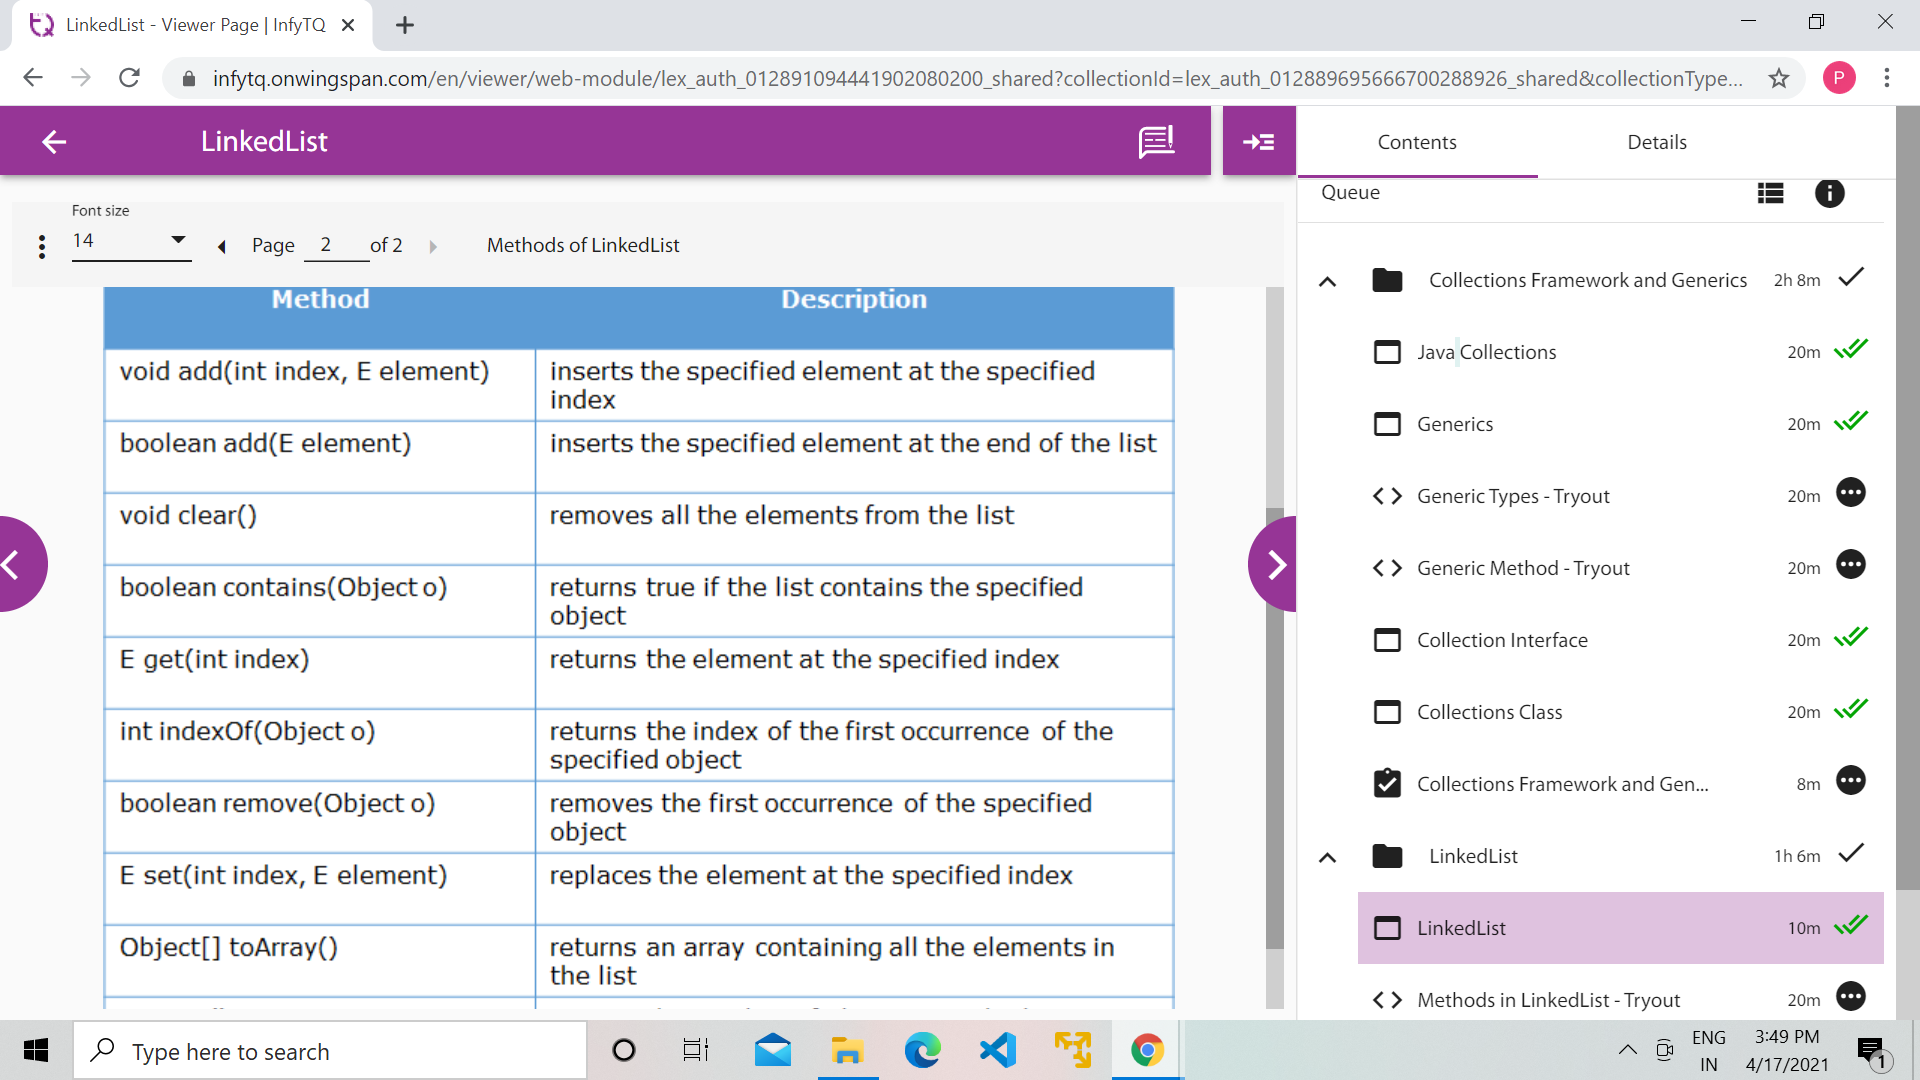 LinkedList - Viewer Page | InfyTQ
infytq.onwingspan.com/en/viewer/web-module/lex_auth_012891094441902080200_shared?collectionId=lex_auth_012889695666700288926_shared&collectionType...
P
LinkedList
Font size
14
Page 2 of 2
Methods of LinkedList
Method Description
void add(int index, E element) inserts the specified element at the specified
index
boolean add(E element) inserts the specified element at the end of the list
void clear() removes all the elements from the list
boolean contains(Object o) returns true if the list contains the specified
object
E get(int index) returns the element at the specified index
int indexOf(Object o) returns the index of the first occurrence of the
specified object
boolean remove(Object o) removes the first occurrence of the specified
object
E set(int index, E element) replaces the element at the specified index
Object[] toArray() returns an array containing all the elements in
the list
Contents Details
Queue
Collections Framework and Generics 2h 8m
Java Collections 20m
Generics 20m
Generic Types - Tryout 20m
Generic Method - Tryout 20m
Collection Interface 20m
Collections Class 20m
Collections Framework and Gen... 8m
LinkedList 1h 6m
LinkedList 10m
Methods in LinkedList - Tryout 20m
Type here to search
ENG
IN
3:49 PM
4/17/2021
1